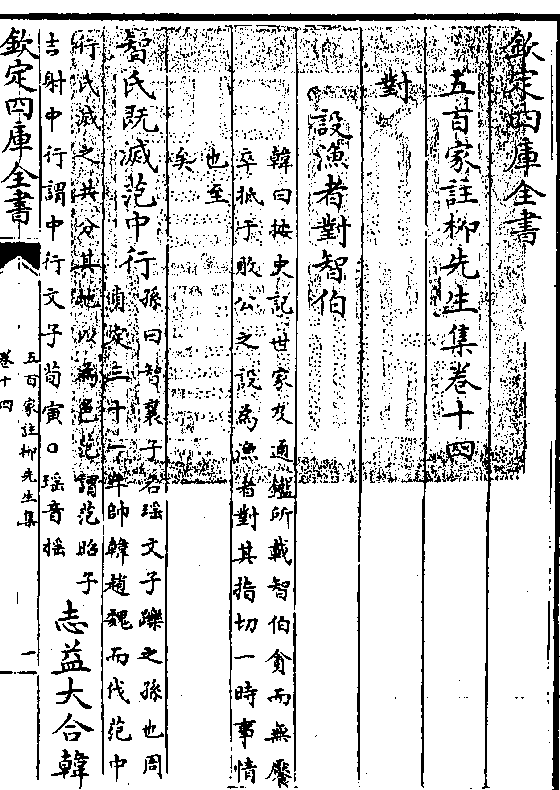 欽定四庫全書
五百家註柳先生集卷十四
對
設漁者對智伯
韓曰按史記世家及通鑑所載智伯貪而無饜
卒抵于敗公之設為漁者對其指切一時事情
也至
矣
智氏既滅范中行
孫曰智襄子名瑶文子躒之孫也周
貞定王十一年帥韓趙魏而伐范中
行氏滅之共分其地以為邑范謂范昭子
吉射中行謂中行文子荀寅○瑶音揺
志益大合韓
欽定四庫全書
五百家註柳先生集
卷十四
一